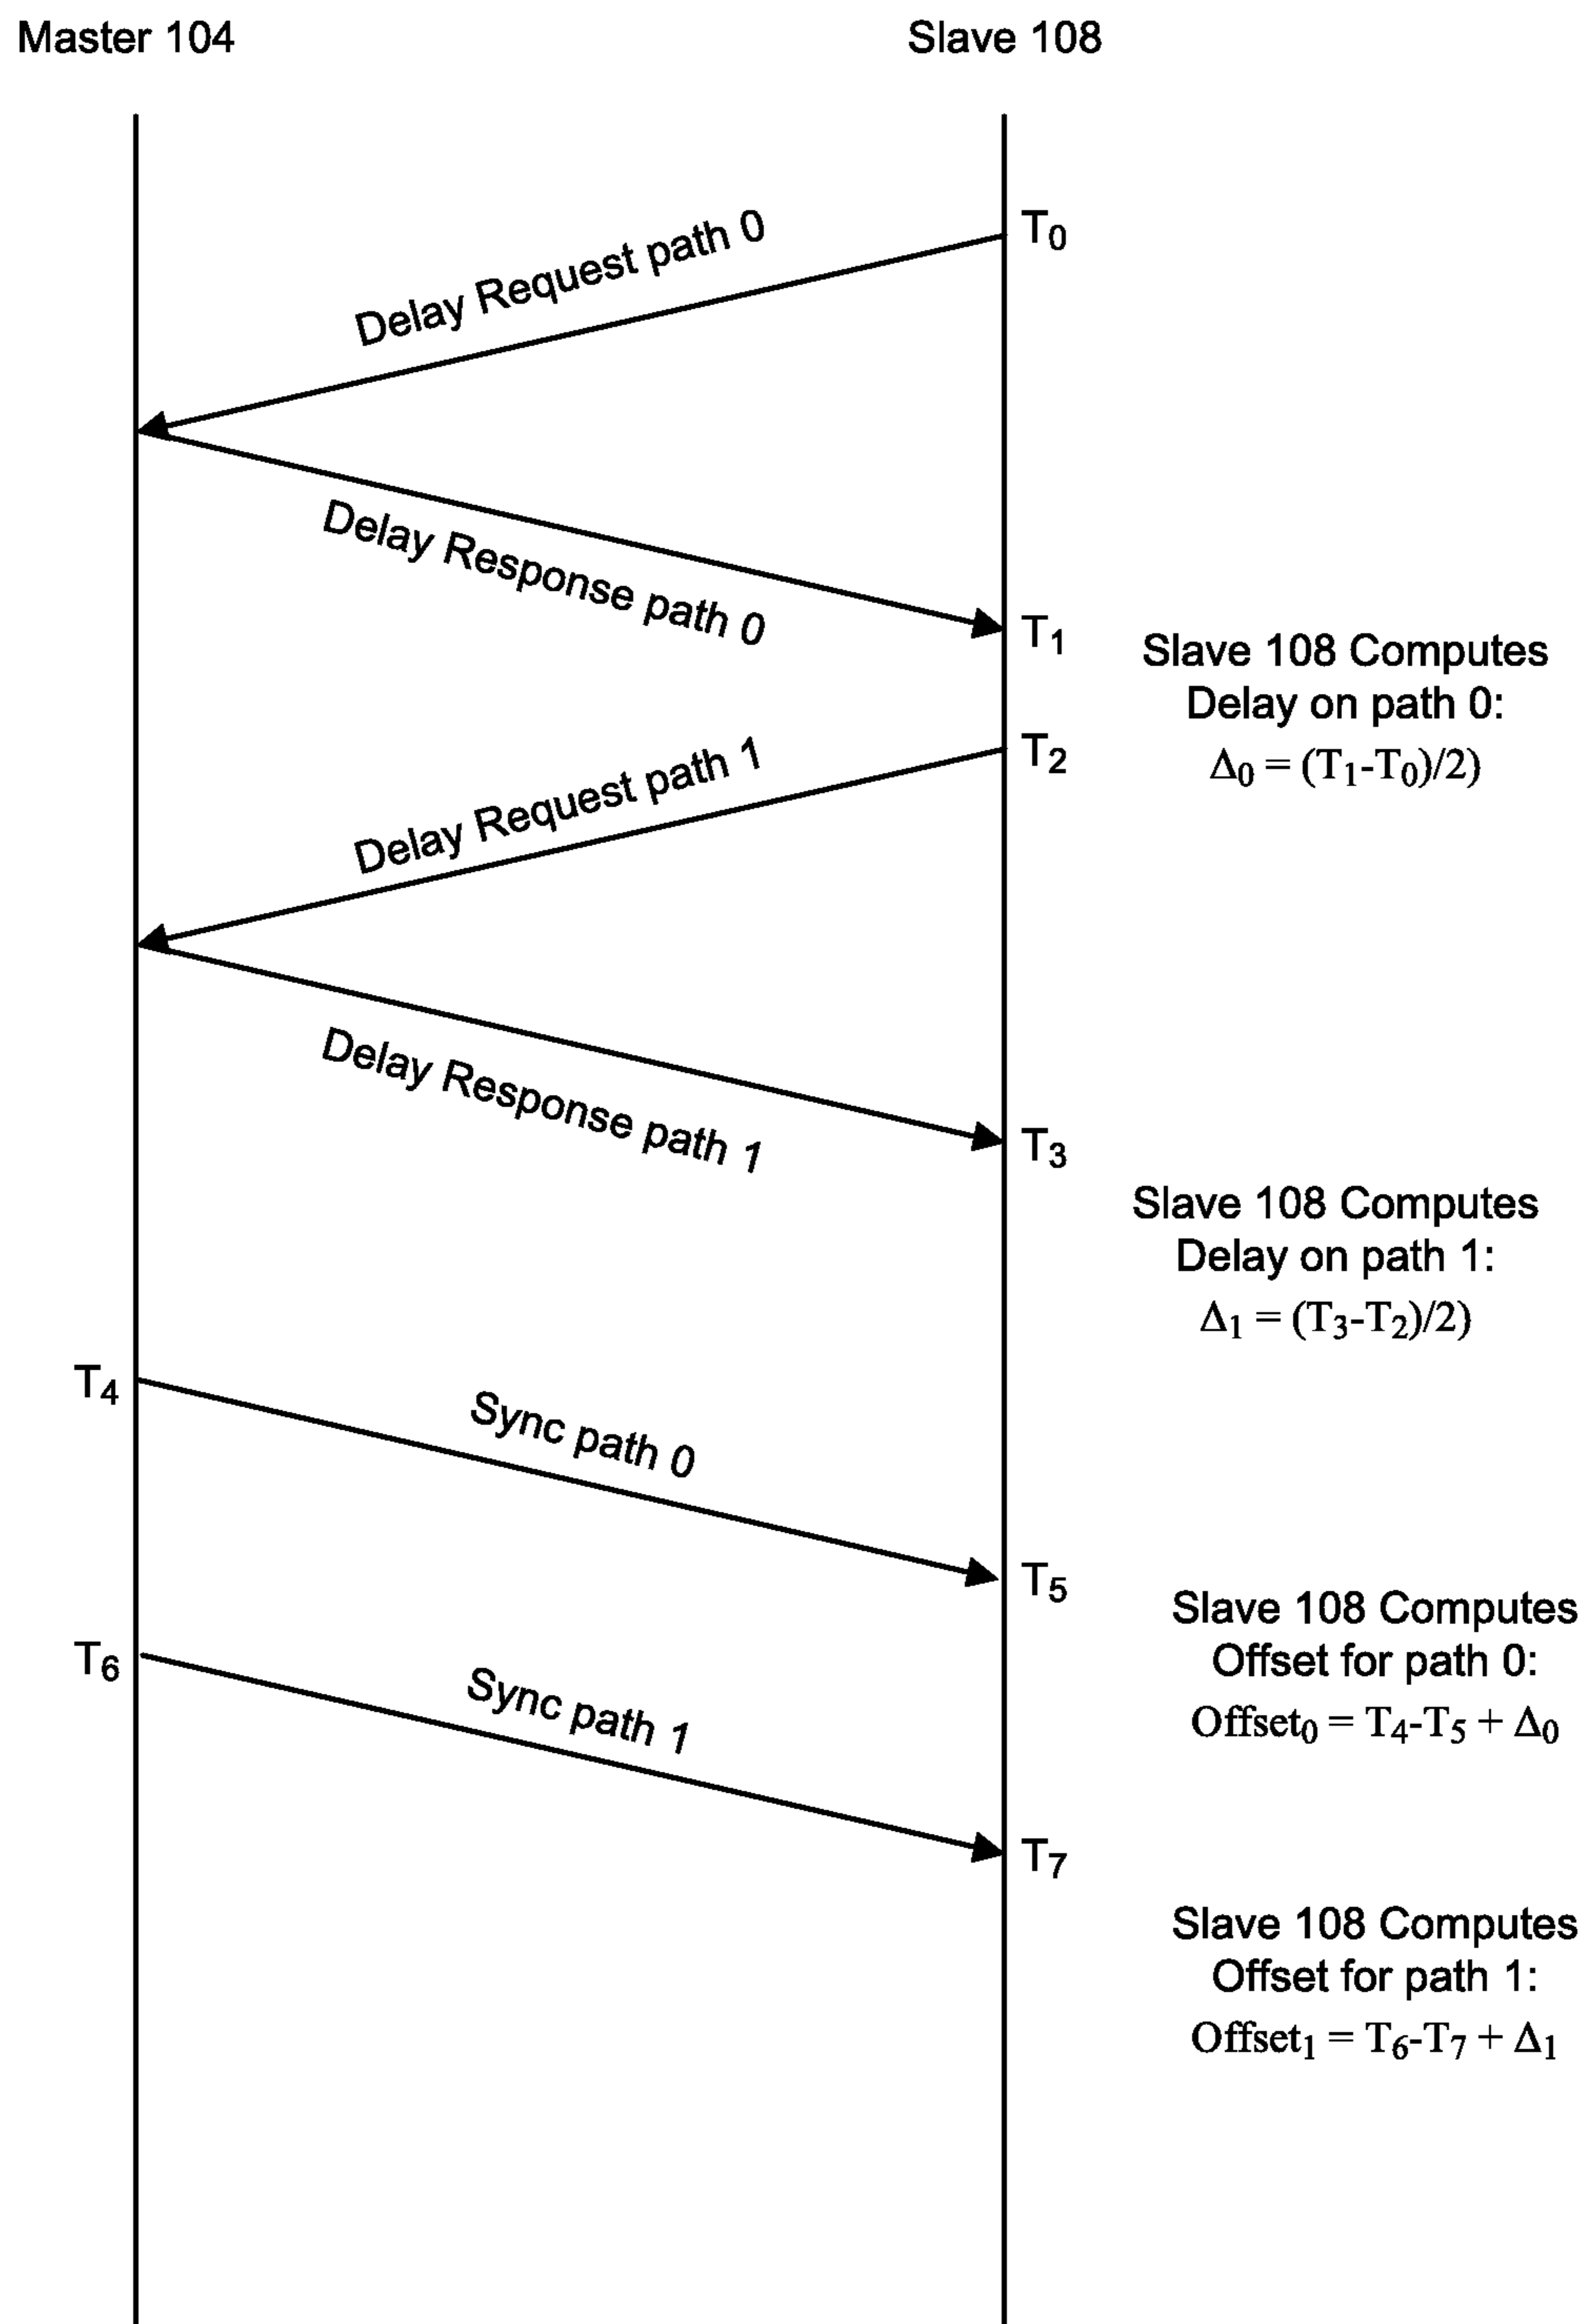 Master 104
Slave 108
T0
Delay Request path 0
Delay Response path 0
T1
Slave 108 Computes
Delay on path 0:
Δ0 = (T1-T0)/2)
T2
Delay Request path 1
Delay Response path 1
T3
Slave 108 Computes
Delay on path 1:
Δ1 = (T3-T2)/2)
T4
Sync path 0
T5
Slave 108 Computes
Offset for path 0:
Offset0 = T4-T5 + Δ0
T6
Sync path 1
T7
Slave 108 Computes
Offset for path 1:
Offset1 = T6-T7 + Δ1